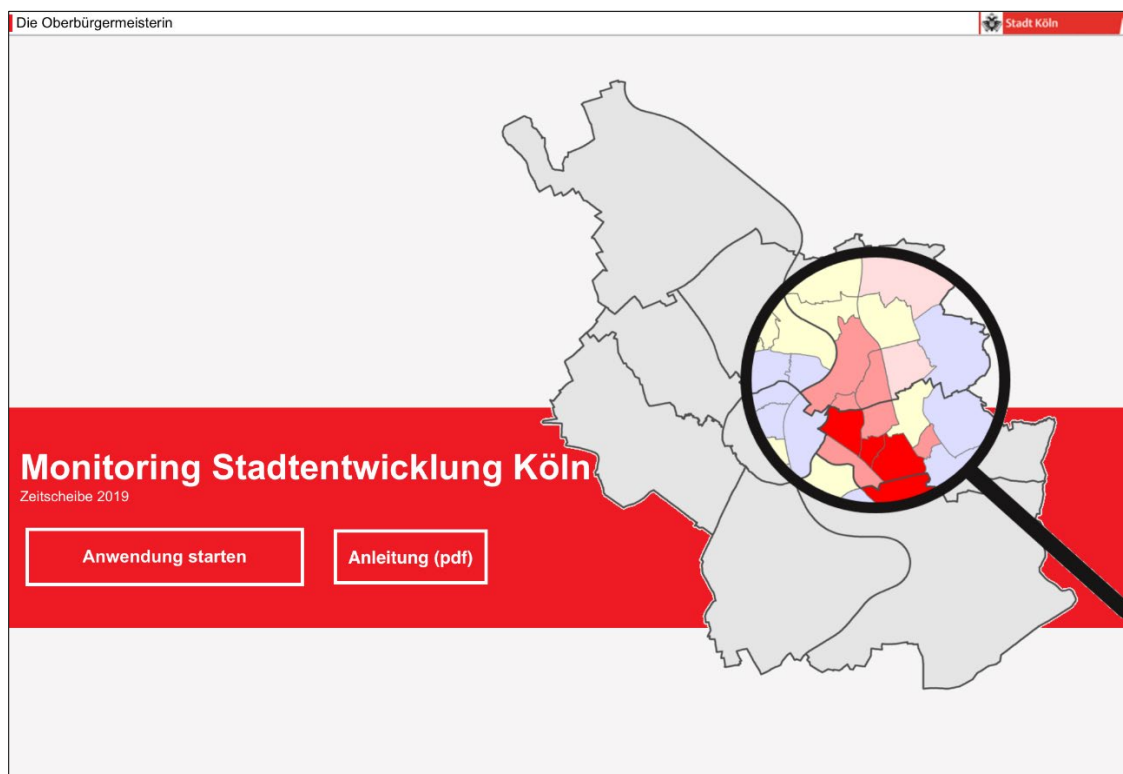 Die Oberbürgermeisterin
Stadt Köln
Monitoring Stadtentwicklung Köln
Zeitscheibe 2019
Anwendung starten
Anleitung (pdf)